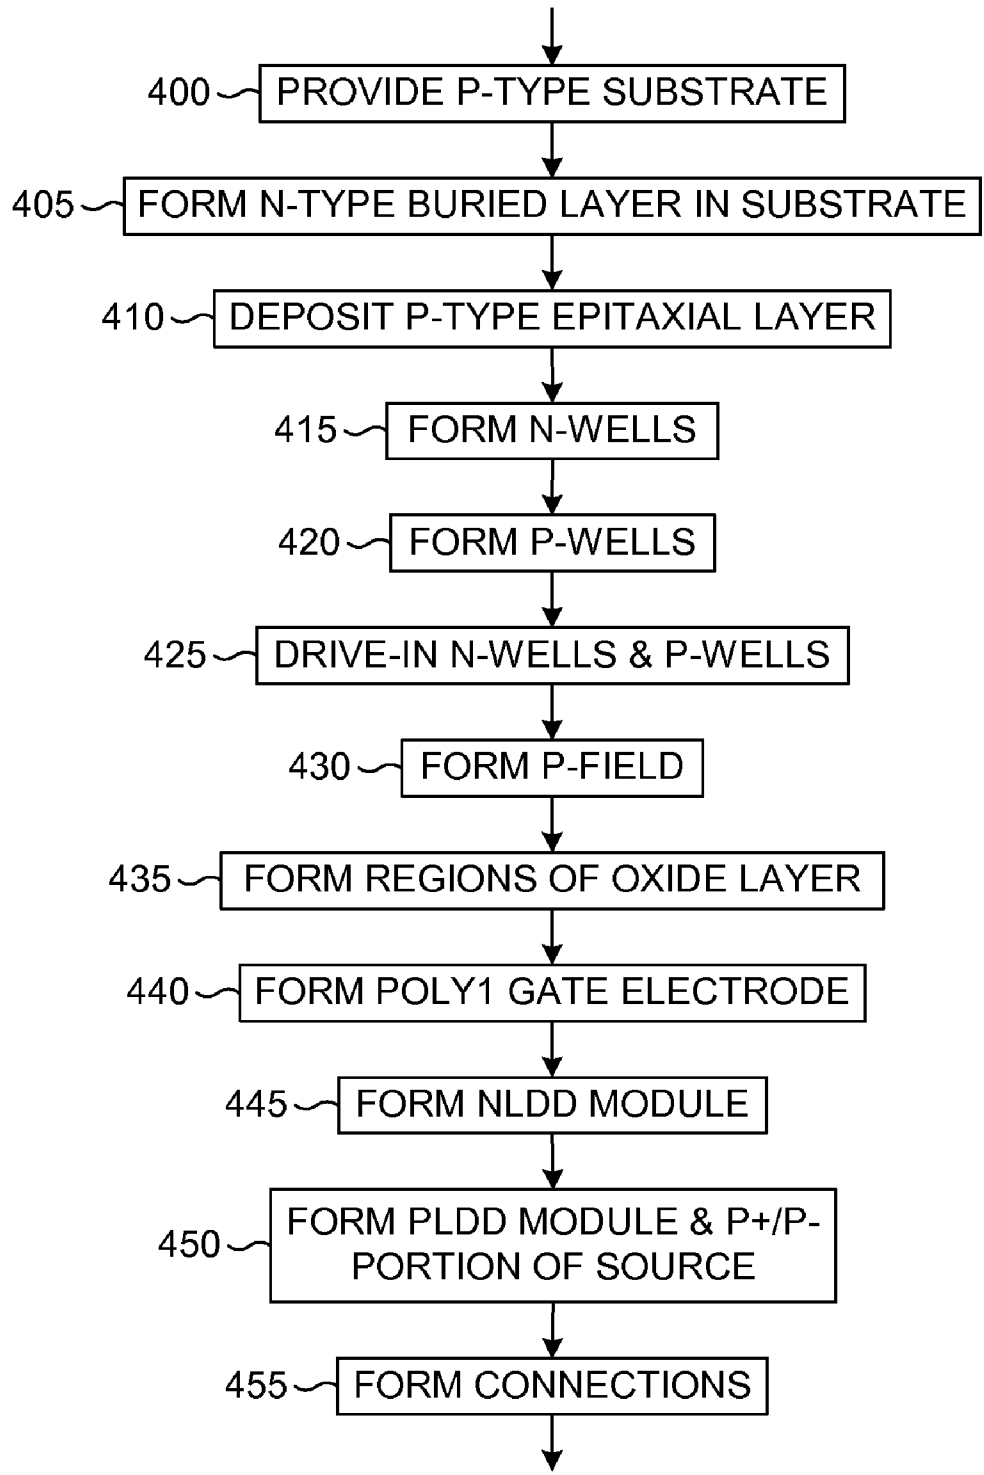 400 PROVIDE P-TYPE SUBSTRATE
405 FORM N-TYPE BURIED LAYER IN SUBSTRATE
410 DEPOSIT P-TYPE EPITAXIAL LAYER
415 FORM N-WELLS
420 FORM P-WELLS
425 DRIVE-IN N-WELLS & P-WELLS
430 FORM P-FIELD
435 FORM REGIONS OF OXIDE LAYER
440 FORM POLY1 GATE ELECTRODE
445 FORM NLDD MODULE
450 FORM PLDD MODULE & P+/P-
PORTION OF SOURCE
455 FORM CONNECTIONS